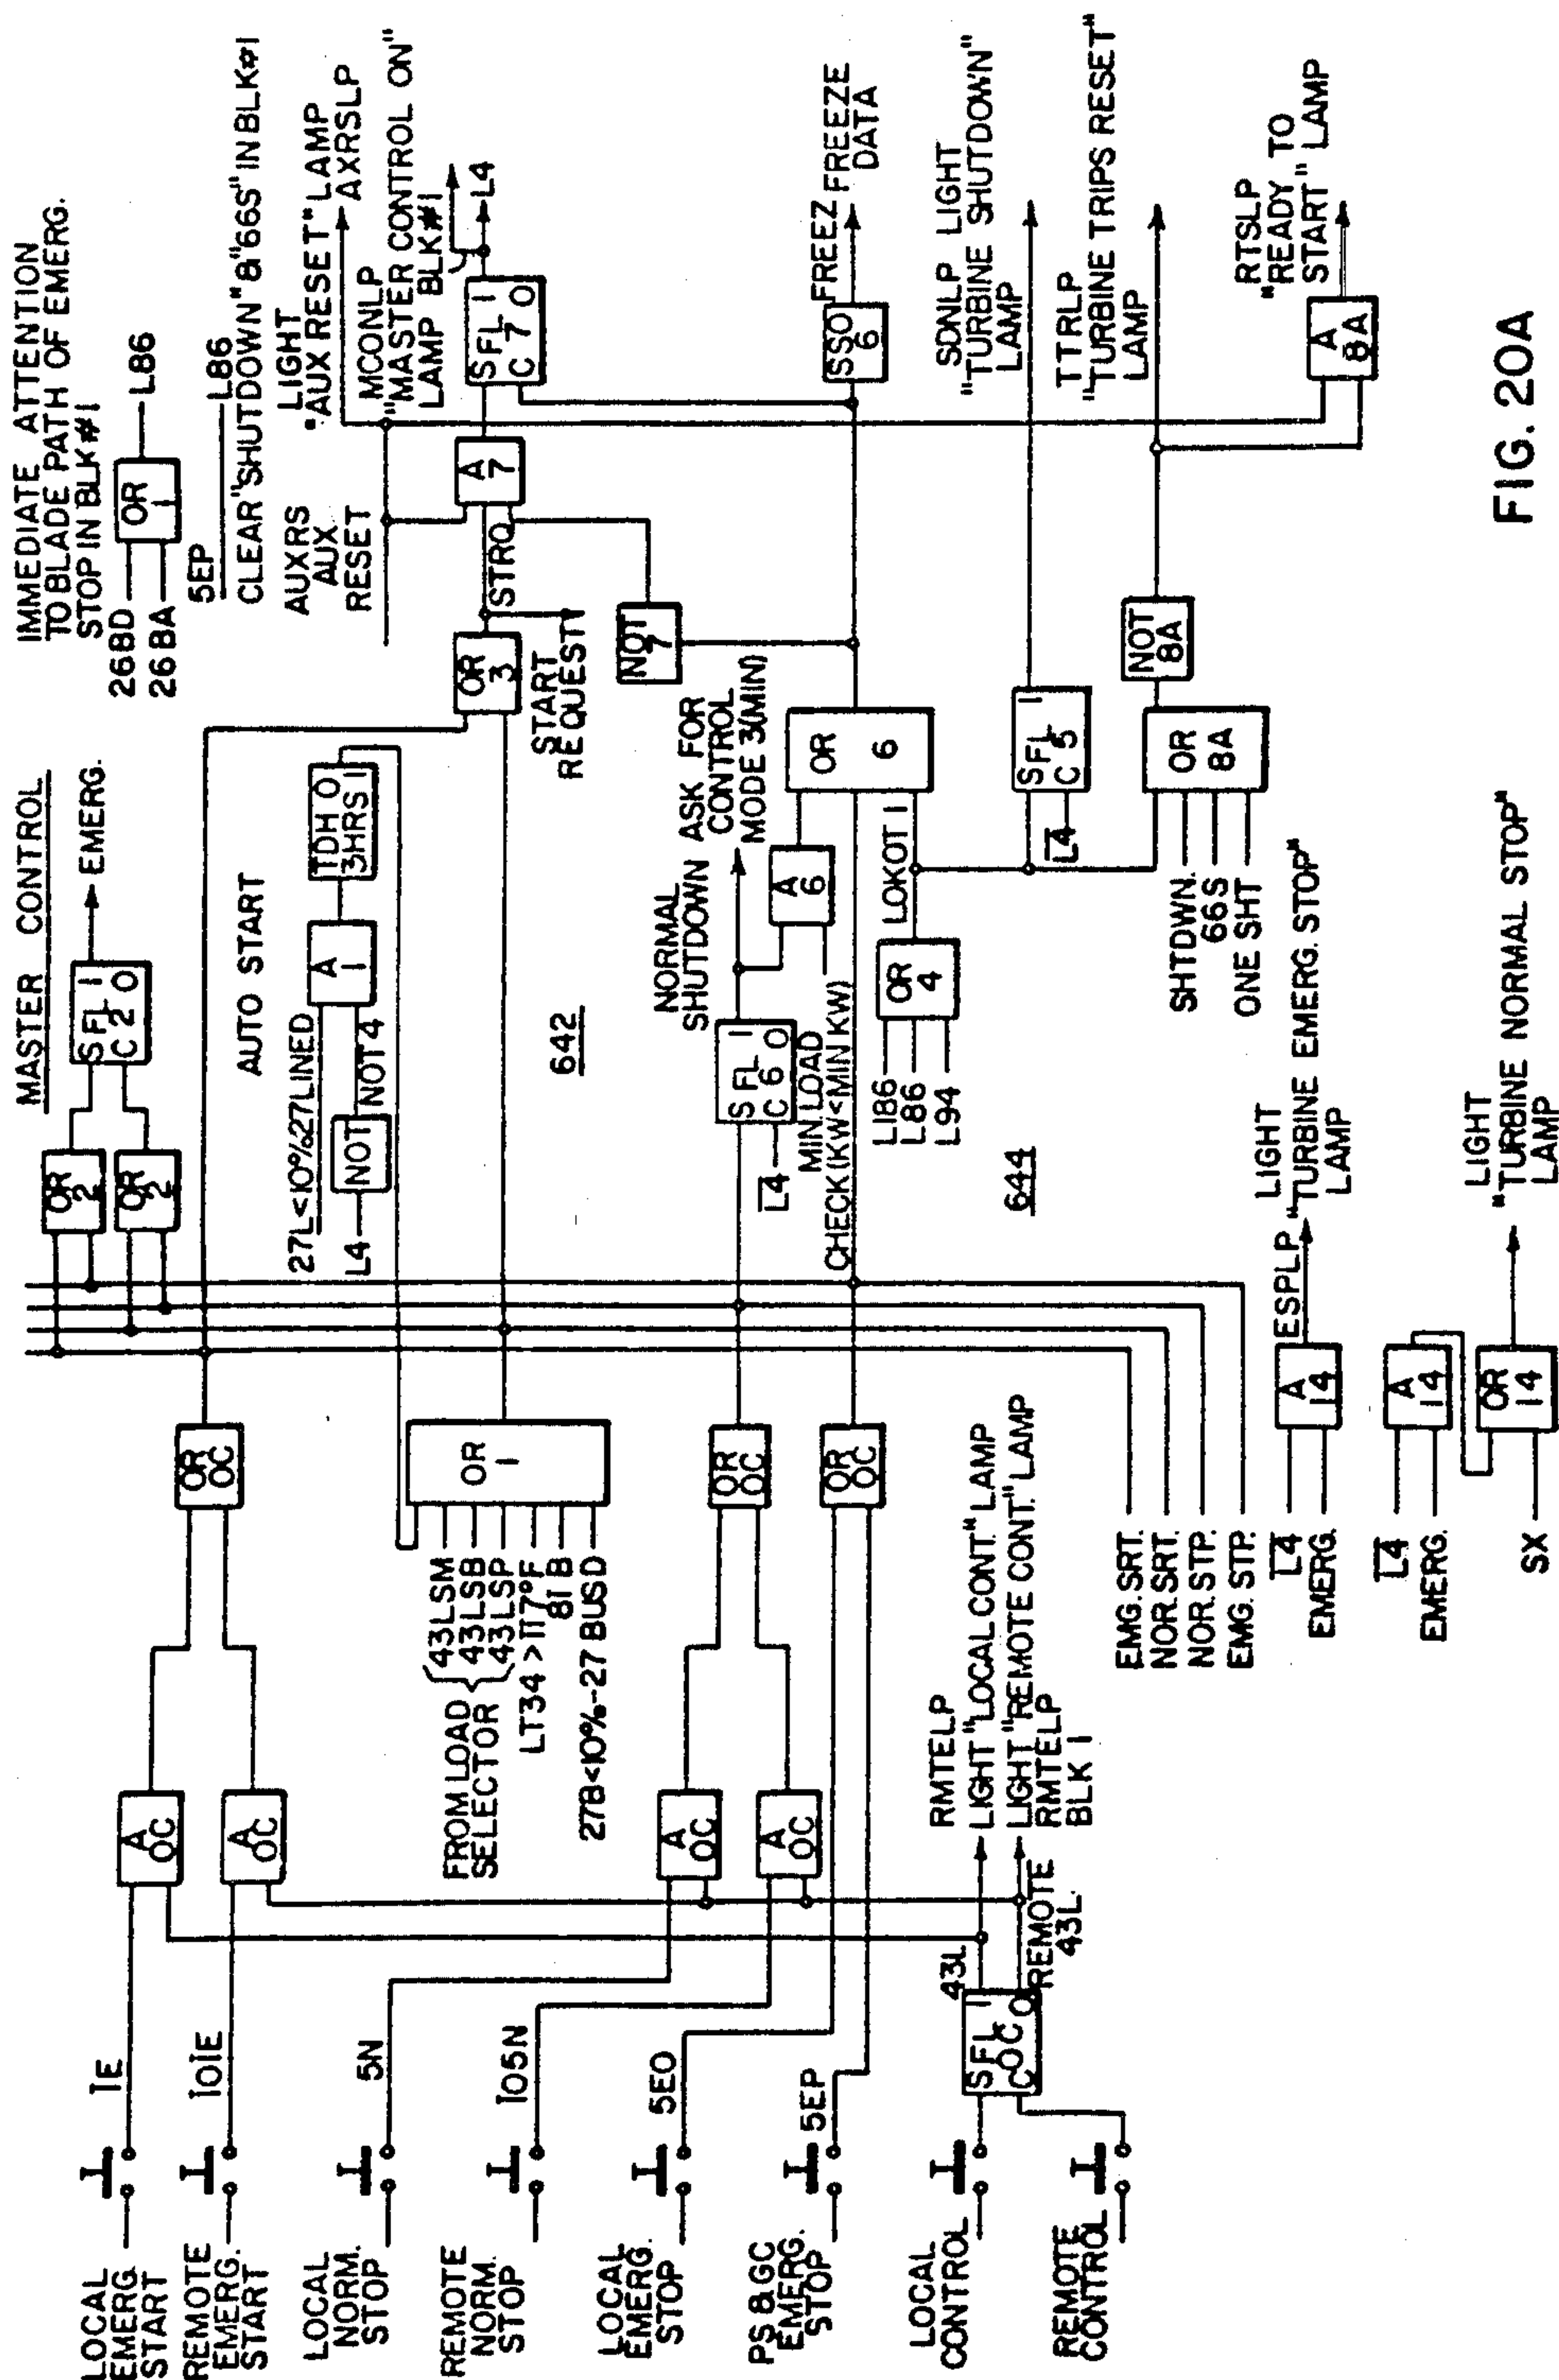 MASTER CONTROL
IMMEDIATE ATTENTION
TO BLADE PATH OF EMERG.
STOP IN BLK #1
26BD
26BA
OR
1
L86
5EP
L86
CLEAR "SHUTDOWN" & "66S" IN BLK #1
OR
2
OR
2
S FL 1
C 2 0
EMERG.
AUTO START
27L<10%27LINED
L4
NOT
NOT 4
A
1
TDH 0
3HRS 1
642
OR
3
STRQ
START
REQUEST
AUXRS
AUX
RESET
A
7
LIGHT
"AUX RESET" LAMP
AXRSLP
MCONLP
"MASTER CONTROL ON"
LAMP BLK #1
S FL 1
C 7 0
L4
NOT
7
LOCAL
EMERG.
START
1E
REMOTE
EMERG.
START
101E
A
OC
A
OC
OR
OC
FROM LOAD
SELECTOR
43LSM
43LSB
43LSP
LT34 >117°F
81 B
27B<10%-27 BUSD
OR
1
LOCAL
NORM.
STOP
5N
REMOTE
NORM.
STOP
105N
A
OC
A
OC
OR
OC
LOCAL
EMERG.
STOP
5EO
PS & GC
EMERG.
STOP
5EP
OR
OC
S FL 1
C 6 0
L4
NORMAL
SHUTDOWN
ASK FOR
CONTROL
MODE 3(MIN)
MIN. LOAD
CHECK(KW<MIN KW)
A
6
OR
6
L186
L86
L94
OR
4
LOKOT 1
SSO
6
FREEZ
FREEZE
DATA
644
S FL 1
C 5
L4
SDNLP LIGHT
"TURBINE SHUTDOWN"
LAMP
SHTDWN.
66S
ONE SHT
OR
8A
NOT
8A
TTRLP
"TURBINE TRIPS RESET"
LAMP
A
8A
RTSLP
"READY TO
START" LAMP
LOCAL
CONTROL
REMOTE
CONTROL
S FL 1
OC
C 0
43L
REMOTE
43L
RMTELP
LIGHT "LOCAL CONT." LAMP
LIGHT "REMOTE CONT." LAMP
RMTELP
BLK 1
EMG. SRT.
NOR. SRT.
NOR. STP.
EMG. STP.
L4
EMERG.
A
14
ESPLP
LIGHT
"TURBINE EMERG. STOP"
LAMP
L4
EMERG.
A
14
SX
OR
14
LIGHT
"TURBINE NORMAL STOP"
LAMP
FIG. 20A